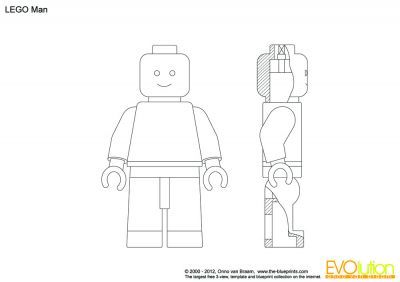 LEGO Man
© 2000 - 2012, Onno van Braam, www.the-blueprints.com
The largest free 3 view, template and blueprint collection on the internet
EVOlution